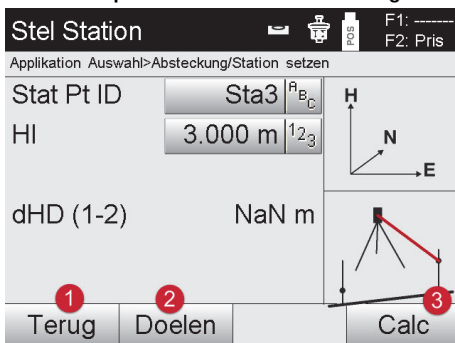 Stel Station
POS
F1: -------
F2: Pris
Applikation Auswahl>Absteckung/Station setzen
Stat Pt ID Sta3 ABC
HI 3.000 m 123
H
N
E
dHD (1-2) NaN m
1 2 3
Terug Doelen Calc